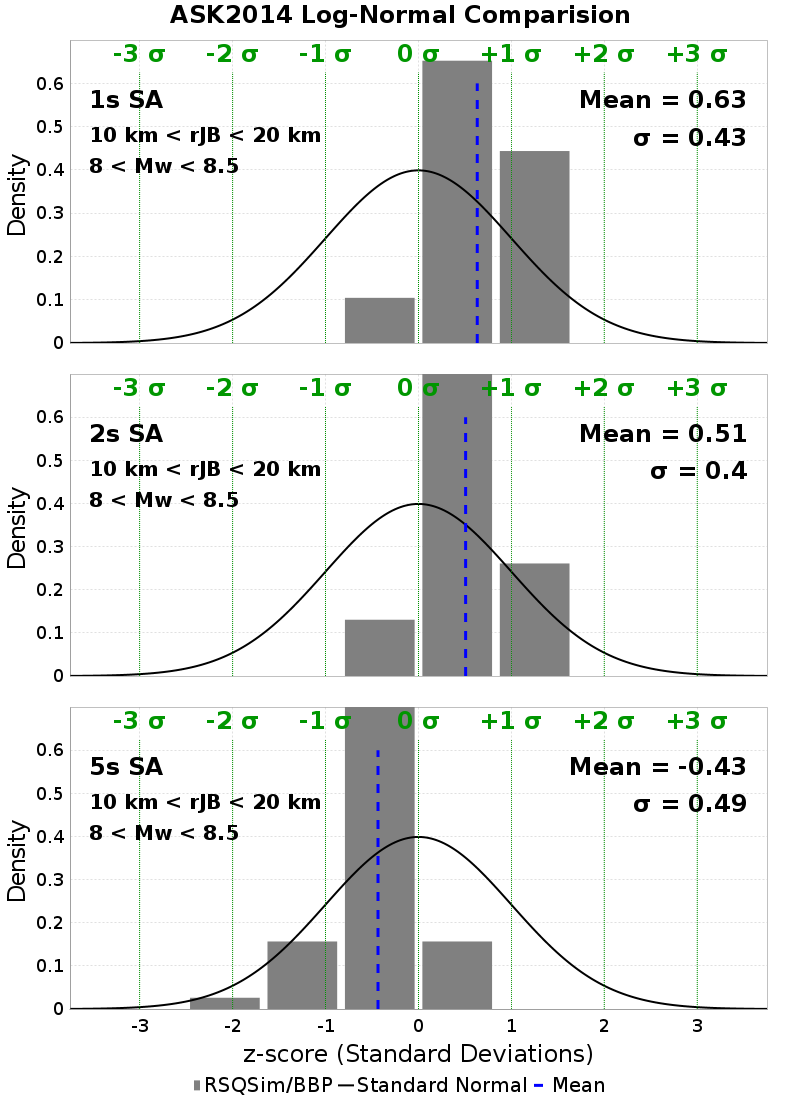 ASK2014 Log-Normal Comparision
-3 σ -2 σ -1 σ 0 σ +1 σ +2 σ +3 σ
1s SA
10 km < rJB < 20 km
8 < Mw < 8.5
Mean = 0.63
σ = 0.43
Density
0.6
0.5
0.4
0.3
0.2
0.1
0
-3 σ -2 σ -1 σ 0 σ +1 σ +2 σ +3 σ
2s SA
10 km < rJB < 20 km
8 < Mw < 8.5
Mean = 0.51
σ = 0.4
Density
0.6
0.5
0.4
0.3
0.2
0.1
0
-3 σ -2 σ -1 σ 0 σ +1 σ +2 σ +3 σ
5s SA
10 km < rJB < 20 km
8 < Mw < 8.5
Mean = -0.43
σ = 0.49
Density
0.6
0.5
0.4
0.3
0.2
0.1
0
-3 -2 -1 0 1 2 3
z-score (Standard Deviations)
RSQSim/BBP Standard Normal Mean